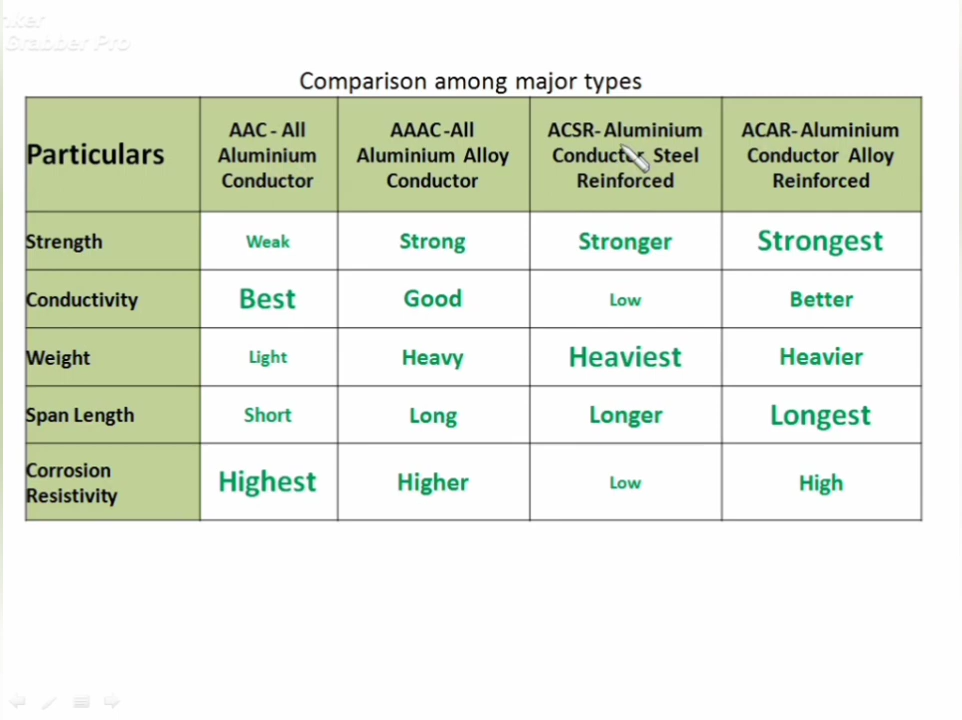 Grabber Pro
Comparison among major types
Particulars
AAC - All
Aluminium
Conductor
AAAC -All
Aluminium Alloy
Conductor
ACSR- Aluminium
Conductor Steel
Reinforced
ACAR- Aluminium
Conductor Alloy
Reinforced
Strength
Weak
Strong
Stronger
Strongest
Conductivity
Best
Good
Low
Better
Weight
Light
Heavy
Heaviest
Heavier
Span Length
Short
Long
Longer
Longest
Corrosion
Resistivity
Highest
Higher
Low
High